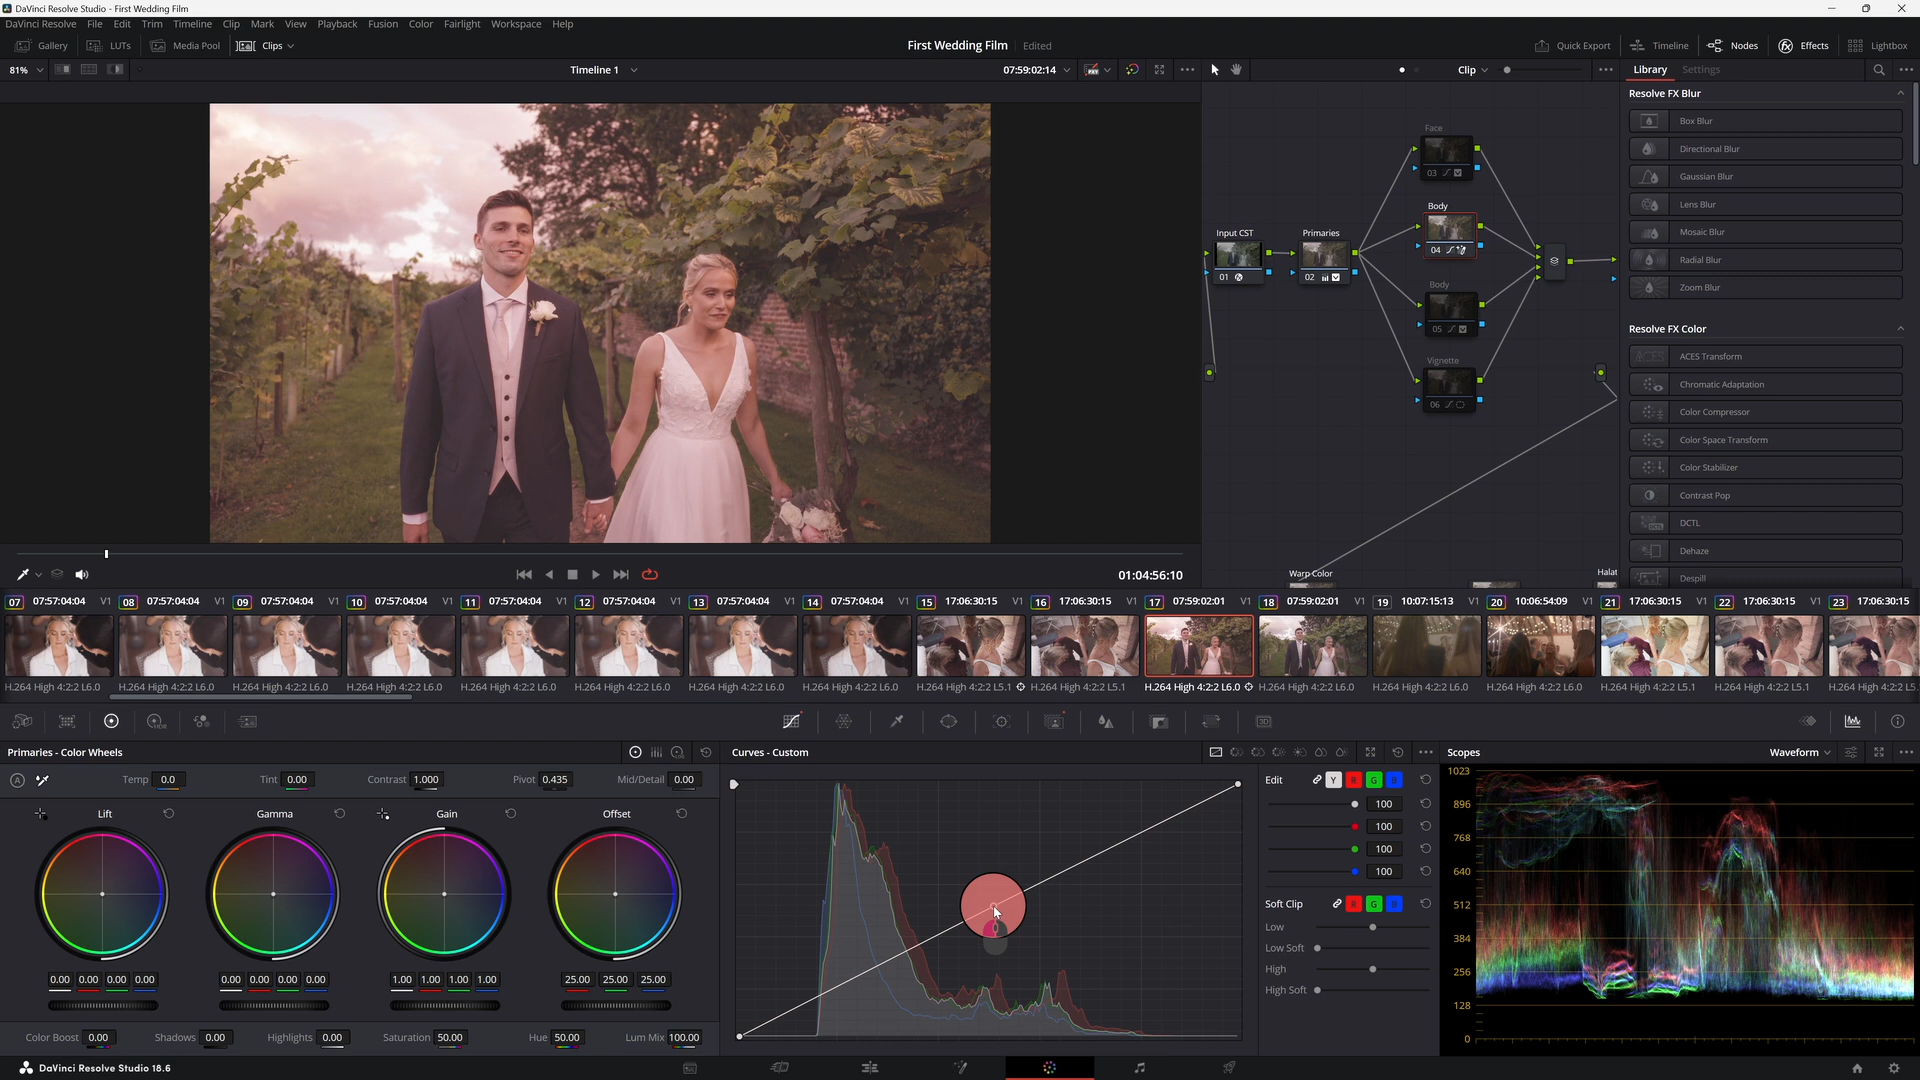 DaVinci Resolve Studio - First Wedding Film
DaVinci Resolve File Edit Trim Timeline Clip Mark View Playback Fusion Color Fairlight Workspace Help
Gallery LUTs Media Pool Clips First Wedding Film Edited Quick Export Timeline Nodes Effects Lightbox
81% Timeline 1 07:59:02:14 Clip Library Settings
Resolve FX Blur
Box Blur
Directional Blur
Gaussian Blur
Lens Blur
Mosaic Blur
Radial Blur
Zoom Blur
Resolve FX Color
ACES Transform
Chromatic Adaptation
Color Compressor
Color Space Transform
Color Stabilizer
Contrast Pop
DCTL
Dehaze
Despill
Face
03
Body
04
Input CST
01
Primaries
02
Body
05
Vignette
06
Warp Color
Halat
01:04:56:10
07 07:57:04:04 V1 08 07:57:04:04 V1 09 07:57:04:04 V1 10 07:57:04:04 V1 11 07:57:04:04 V1 12 07:57:04:04 V1 13 07:57:04:04 V1 14 07:57:04:04 V1 15 17:06:30:15 V1 16 17:06:30:15 V1 17 07:59:02:01 V1 18 07:59:02:01 V1 19 10:07:15:13 V1 20 10:06:54:09 V1 21 17:06:30:15 V1 22 17:06:30:15 V1 23 17:06:30:15
H.264 High 4:2:2 L6.0 H.264 High 4:2:2 L6.0 H.264 High 4:2:2 L6.0 H.264 High 4:2:2 L6.0 H.264 High 4:2:2 L6.0 H.264 High 4:2:2 L6.0 H.264 High 4:2:2 L6.0 H.264 High 4:2:2 L6.0 H.264 High 4:2:2 L5.1 H.264 High 4:2:2 L5.1 H.264 High 4:2:2 L6.0 H.264 High 4:2:2 L6.0 H.264 High 4:2:2 L6.0 H.264 High 4:2:2 L6.0 H.264 High 4:2:2 L5.1 H.264 High 4:2:2 L5.1 H.264 High 4:2:2 L5.
Primaries - Color Wheels
Temp 0.0 Tint 0.00 Contrast 1.000 Pivot 0.435 Mid/Detail 0.00
Lift Gamma Gain Offset
0.00 0.00 0.00 0.00 0.00 0.00 0.00 0.00 1.00 1.00 1.00 1.00 25.00 25.00 25.00
Color Boost 0.00 Shadows 0.00 Highlights 0.00 Saturation 50.00 Hue 50.00 Lum Mix 100.00
Curves - Custom
Edit Y R G B
100
100
100
100
Soft Clip R G B
Low
Low Soft
High
High Soft
Scopes Waveform
1023
896
768
640
512
384
256
128
0
DaVinci Resolve Studio 18.6